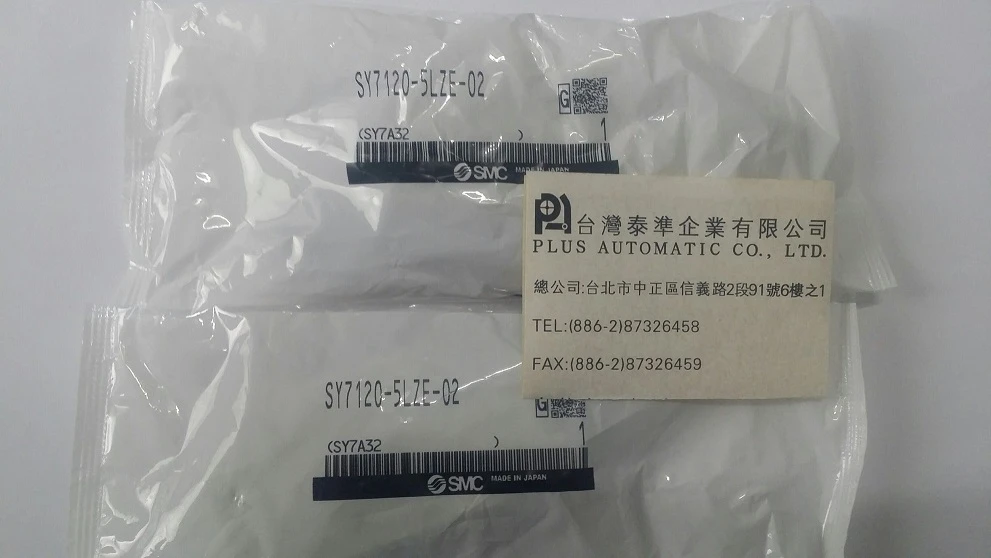 SY7120-5LZE-02
G
(SY7A32 ) 1
SMC MADE IN JAPAN
台灣泰準企業有限公司
PLUS AUTOMATIC CO., LTD.
總公司:台北市中正區信義路2段91號6樓之1
TEL:(886-2)87326458
FAX:(886-2)87326459
SY7120-5LZE-02
G
(SY7A32 ) 1
SMC MADE IN JAPAN